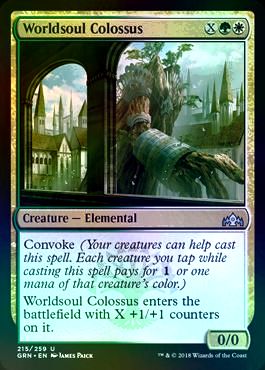 Worldsoul Colossus X
Creature — Elemental
Convoke (Your creatures can help cast
this spell. Each creature you tap while
casting this spell pays for 1 or one
mana of that creature's color.)
Worldsoul Colossus enters the
battlefield with X +1/+1 counters
on it.
0/0
215/259 U
GRN • EN James Paick
™ & © 2018 Wizards of the Coast